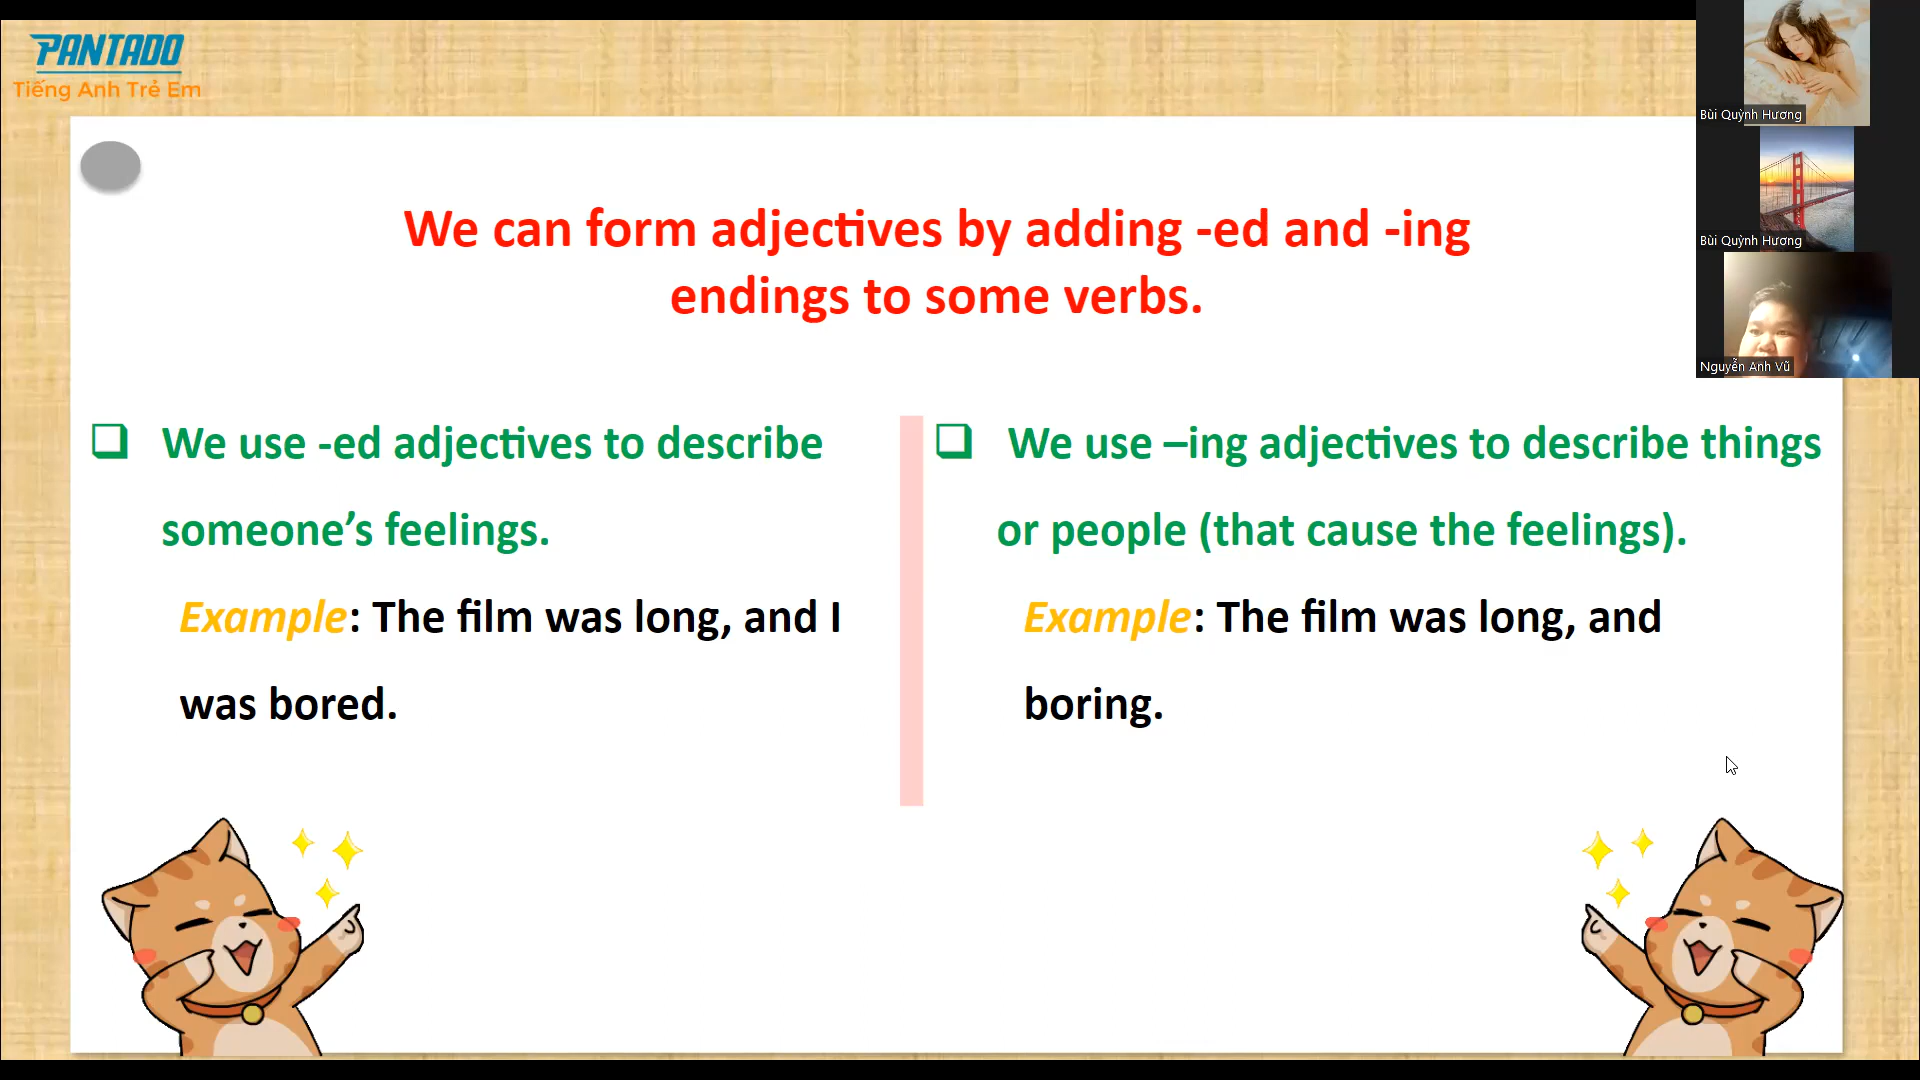 PANTADO
Tiếng Anh Trẻ Em
Bùi Quỳnh Hương
Bùi Quỳnh Hương
Nguyễn Anh Vũ
We can form adjectives by adding -ed and -ing
endings to some verbs.
❑ We use -ed adjectives to describe
someone’s feelings.
Example: The film was long, and I
was bored.
❑ We use –ing adjectives to describe things
or people (that cause the feelings).
Example: The film was long, and
boring.